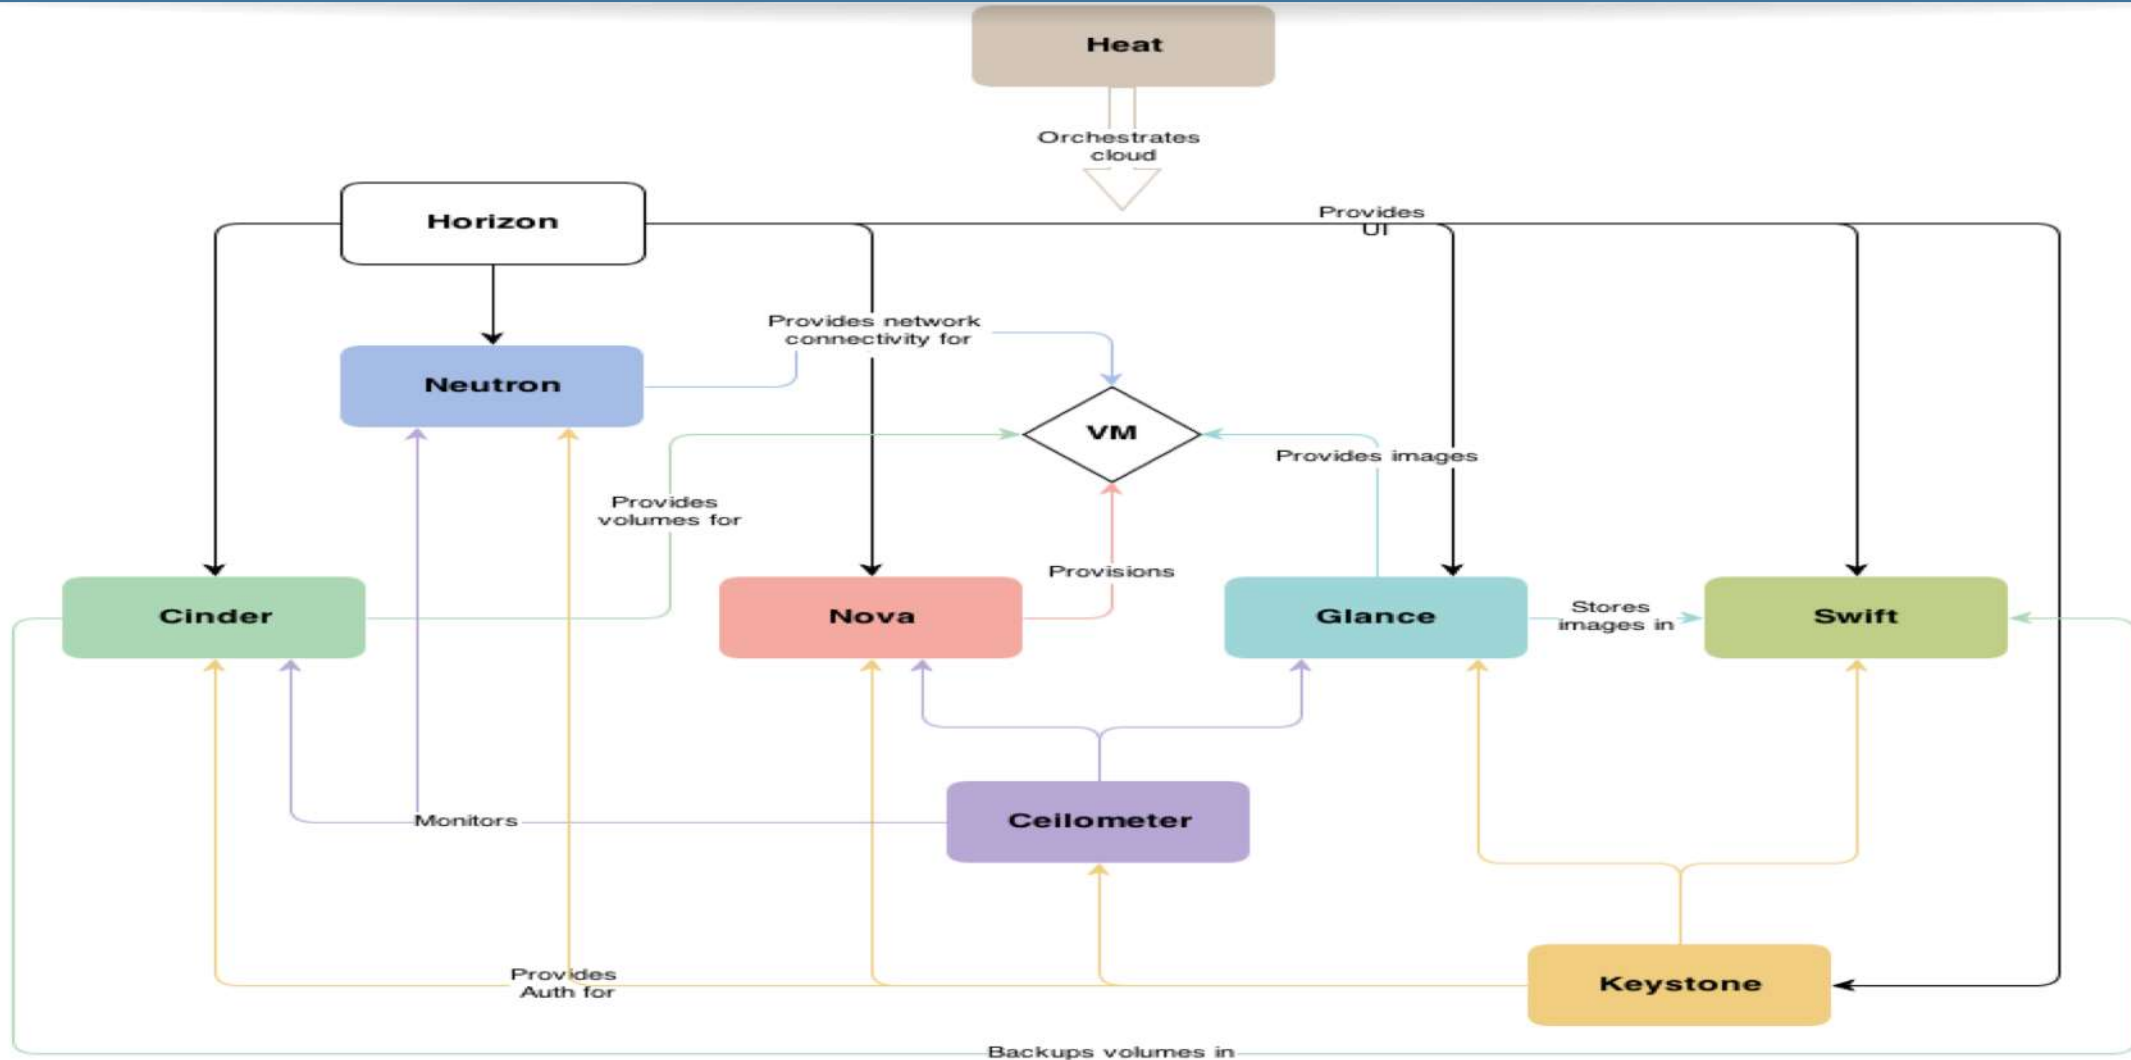 Heat
Orchestrates
cloud
Horizon
Provides
UI
Provides network
connectivity for
Neutron
VM
Provides images
Provides
volumes for
Provisions
Cinder
Nova
Glance
Stores
images in
Swift
Monitors
Ceilometer
Provides
Auth for
Keystone
Backups volumes in